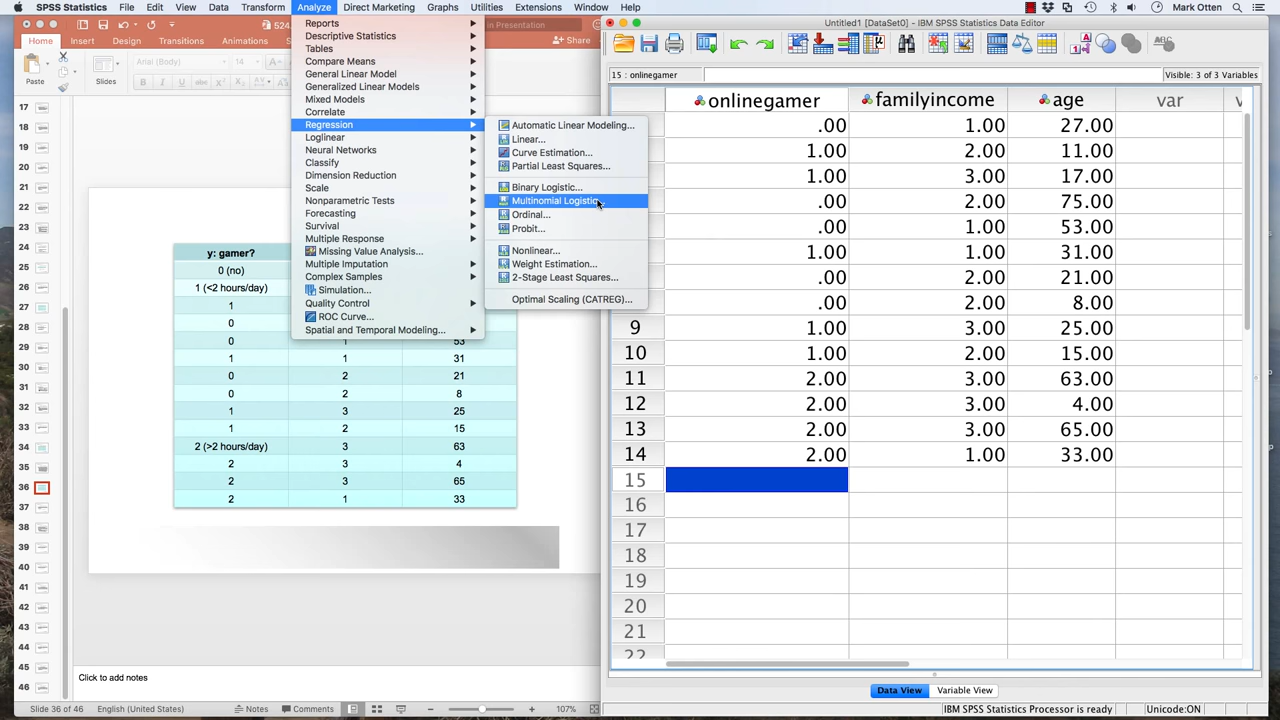 SPSS Statistics File Edit View Data Transform Analyze Direct Marketing Graphs Utilities Extensions Window Help Mark Otten
524.
in Presentation
Home Insert Design Transitions Animations
Share
Paste
Slides
Arial (Body)
14
B I U
Reports
Descriptive Statistics
Tables
Compare Means
General Linear Model
Generalized Linear Models
Mixed Models
Correlate
Regression
Loglinear
Neural Networks
Classify
Dimension Reduction
Scale
Nonparametric Tests
Forecasting
Survival
Multiple Response
Missing Value Analysis...
Multiple Imputation
Complex Samples
Simulation...
Quality Control
ROC Curve...
Spatial and Temporal Modeling...
Automatic Linear Modeling...
Linear...
Curve Estimation...
Partial Least Squares...
Binary Logistic...
Multinomial Logistic...
Ordinal...
Probit...
Nonlinear...
Weight Estimation...
2-Stage Least Squares...
Optimal Scaling (CATREG)...
17
18
19
20
21
22
23
24
25
26
27
28
29
30
31
32
33
34
35
36
37
38
39
40
41
42
43
44
45
46
y: gamer?
0 (no)
1 (<2 hours/day)
1
0
0 1 53
1 1 31
0 2 21
0 2 8
1 3 25
1 2 15
2 (>2 hours/day) 3 63
2 3 4
2 3 65
2 1 33
Click to add notes
Slide 36 of 46 English (United States) Notes Comments 107%
Untitled1 [DataSet0] - IBM SPSS Statistics Data Editor
15 : onlinegamer
Visible: 3 of 3 Variables
onlinegamer familyincome age var v
.00 1.00 27.00
1.00 2.00 11.00
1.00 3.00 17.00
.00 2.00 75.00
.00 1.00 53.00
1.00 1.00 31.00
.00 2.00 21.00
.00 2.00 8.00
9 1.00 3.00 25.00
10 1.00 2.00 15.00
11 2.00 3.00 63.00
12 2.00 3.00 4.00
13 2.00 3.00 65.00
14 2.00 1.00 33.00
15
16
17
18
19
20
21
22
Data View Variable View
IBM SPSS Statistics Processor is ready Unicode:ON